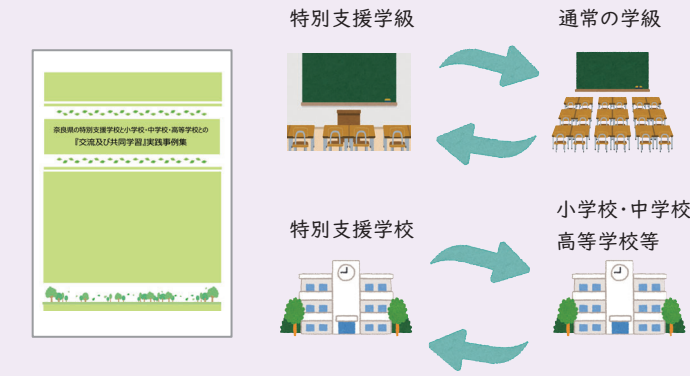 奈良県の特別支援学校と小学校・中学校・高等学校との
『交流及び共同学習』実践事例集
特別支援学級
通常の学級
特別支援学校
小学校・中学校
高等学校等